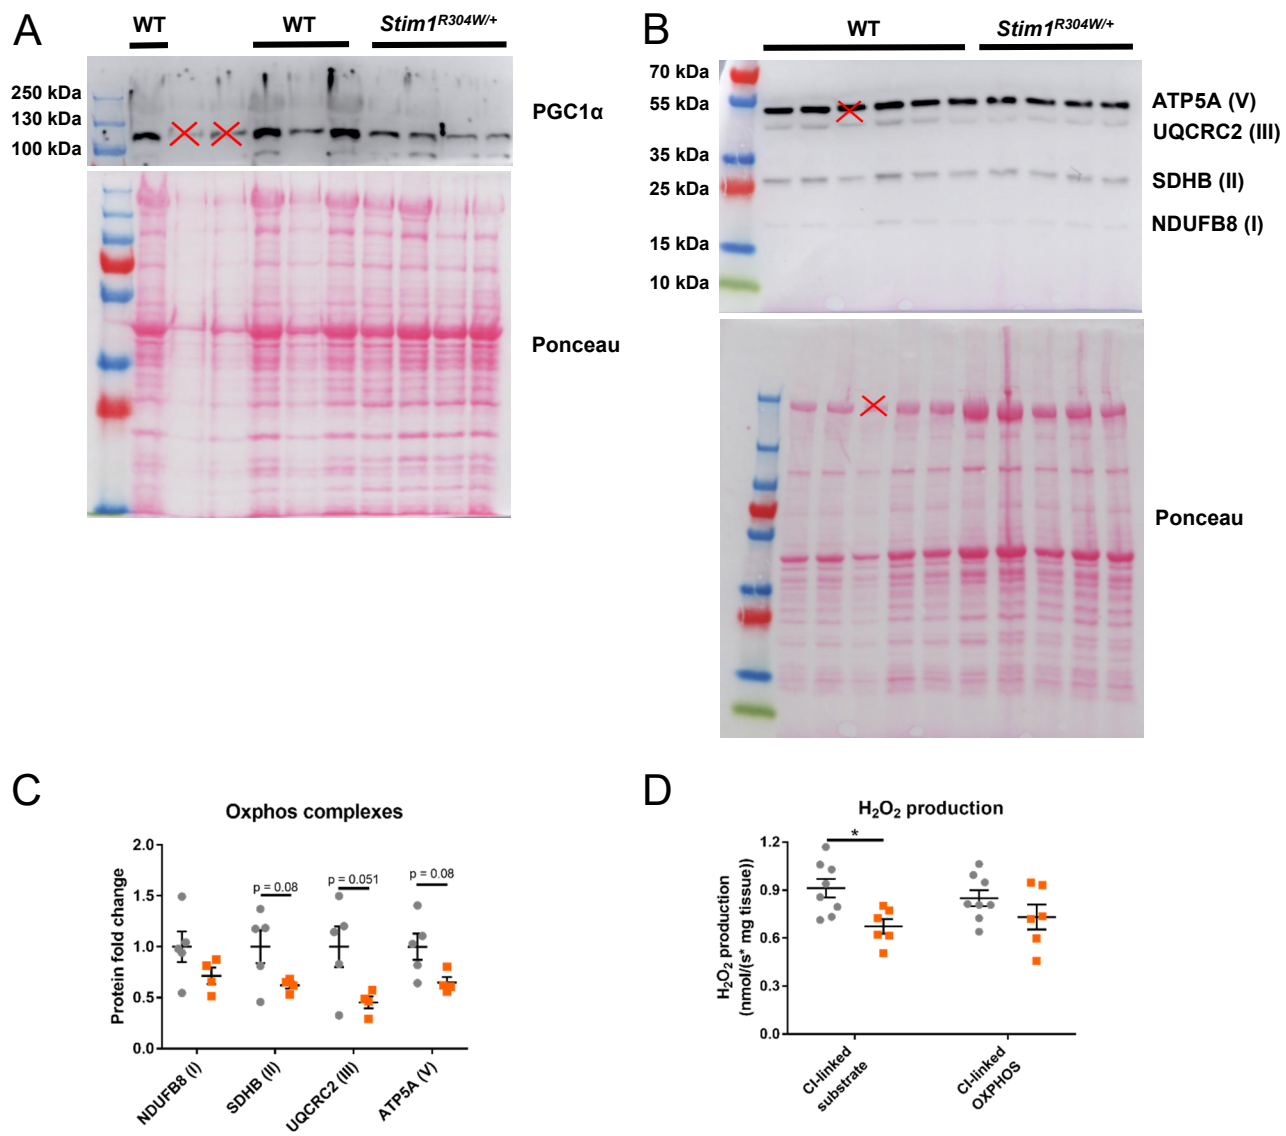 A
WT
WT
Stim1R304W/+
250 kDa
130 kDa
100 kDa
PGC1α
Ponceau
B
WT
Stim1R304W/+
70 kDa
55 kDa
35 kDa
25 kDa
15 kDa
10 kDa
ATP5A (V)
UQCRC2 (III)
SDHB (II)
NDUFB8 (I)
Ponceau
C
Oxphos complexes
Protein fold change
2.0
1.5
1.0
0.5
0.0
p = 0.08
p = 0.051
p = 0.08
NDUFB8 (I)
SDHB (II)
UQCRC2 (III)
ATP5A (V)
D
H₂O₂ production
H₂O₂ production
(nmol/(s* mg tissue))
1.2
0.9
0.6
0.3
0.0
*
CI-linked
substrate
CI-linked
OXPHOS